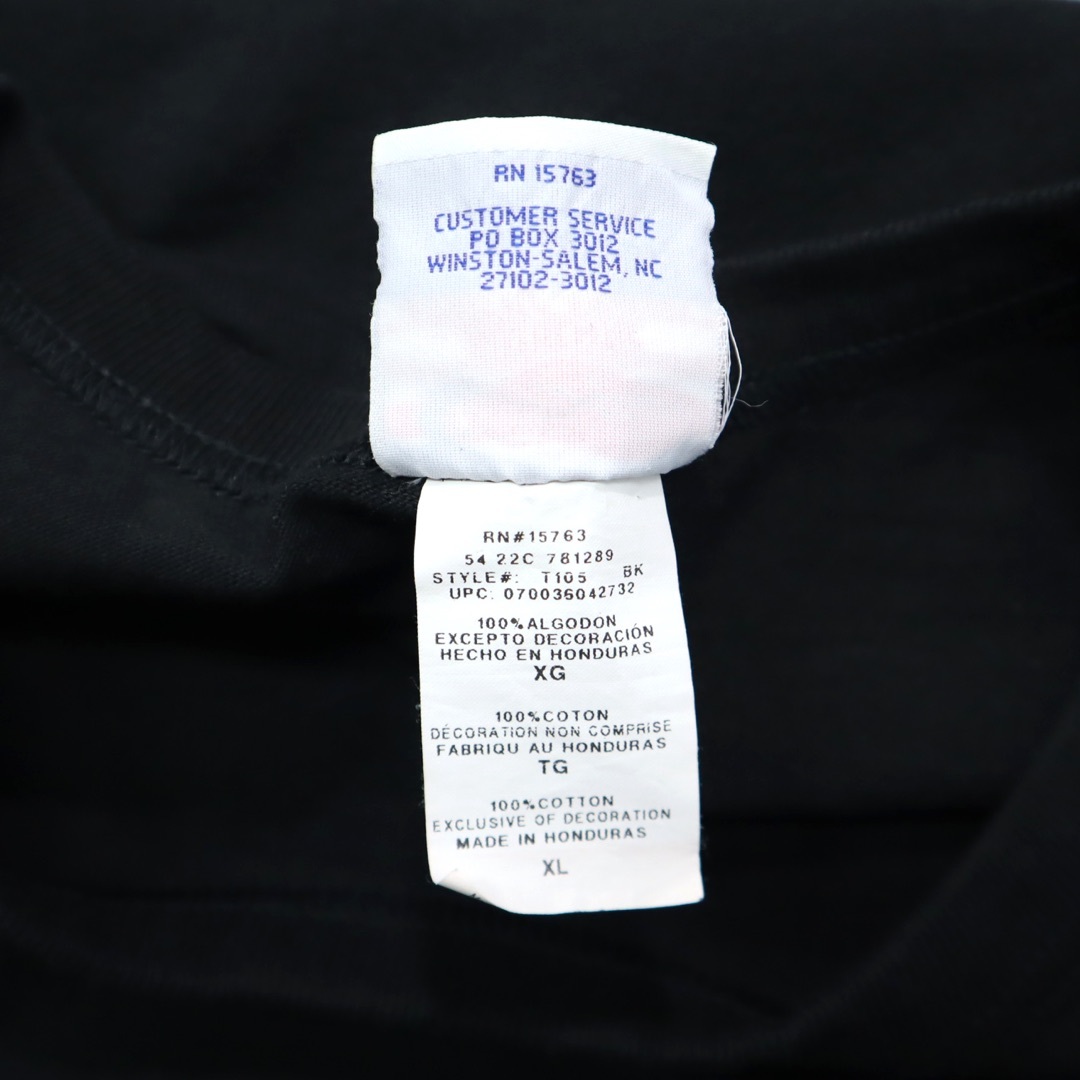 RN 15763
CUSTOMER SERVICE
PO BOX 3012
WINSTON-SALEM, NC
27102-3012
RN#15763
54 22C 781289
STYLE#: T105 BK
UPC: 070036042732
100%ALGODON
EXCEPTO DECORACIÓN
HECHO EN HONDURAS
XG
100%COTON
DÉCORATION NON COMPRISE
FABRIQU AU HONDURAS
TG
100%COTTON
EXCLUSIVE OF DECORATION
MADE IN HONDURAS
XL